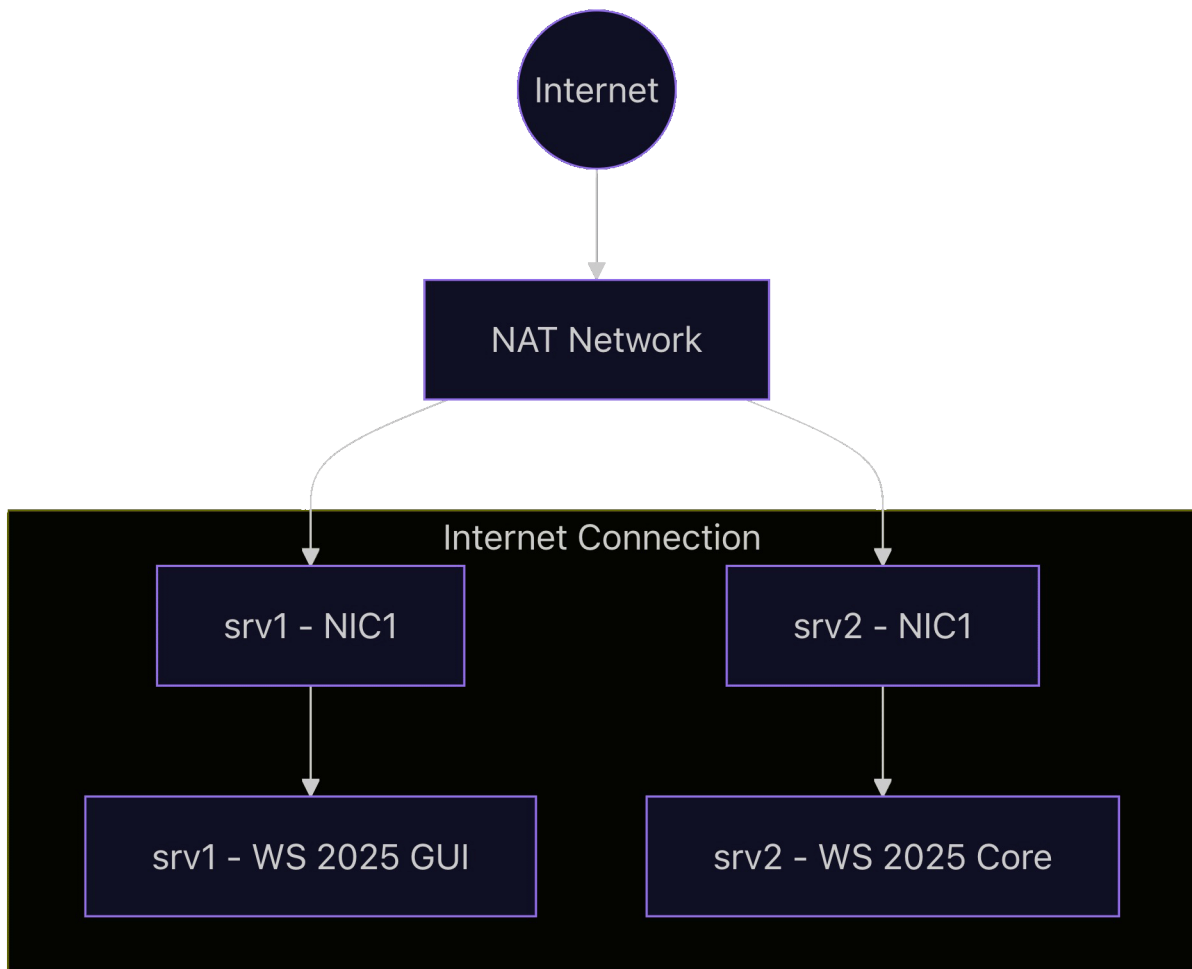 Internet
NAT Network
Internet Connection
srv1 - NIC1
srv2 - NIC1
srv1 - WS 2025 GUI
srv2 - WS 2025 Core